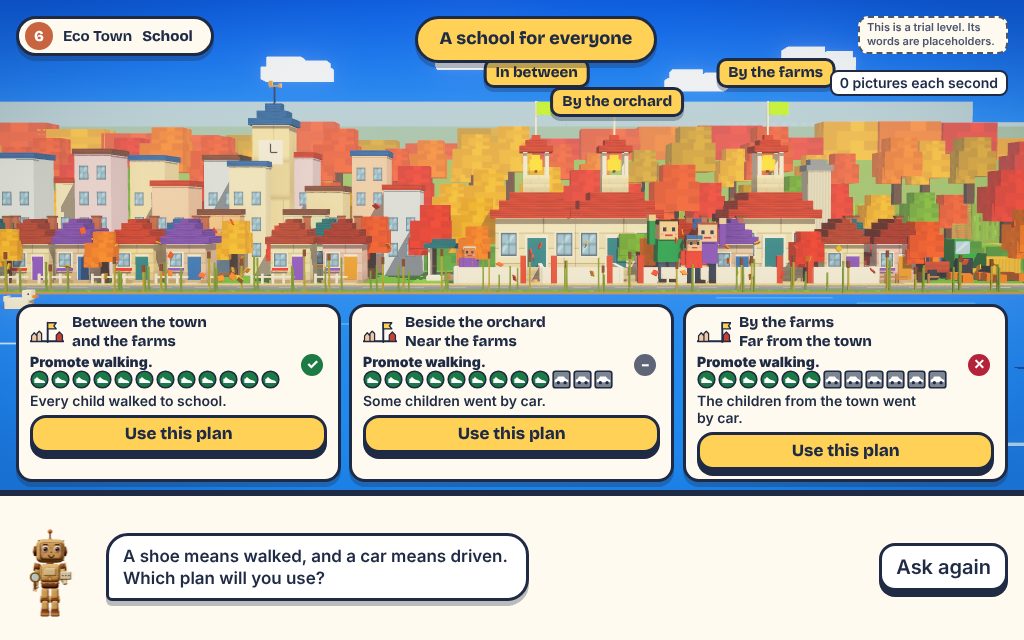 6 Eco Town School
A school for everyone
This is a trial level. Its
words are placeholders.
In between
By the farms
0 pictures each second
By the orchard
Between the town
and the farms
Promote walking.
Every child walked to school.
Use this plan
Beside the orchard
Near the farms
Promote walking.
Some children went by car.
Use this plan
By the farms
Far from the town
Promote walking.
The children from the town went
by car.
Use this plan
A shoe means walked, and a car means driven.
Which plan will you use?
Ask again